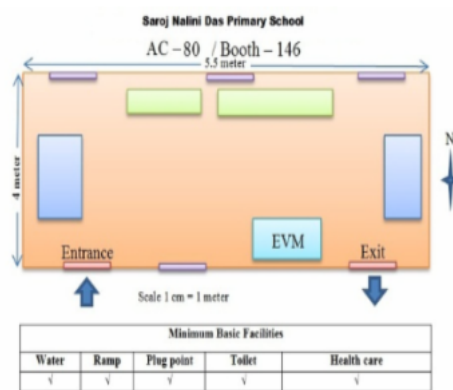 Saroj Nalini Das Primary School
AC – 80 / Booth – 146
5.5 meter
4 meter
N
Entrance
EVM
Exit
Scale 1 cm = 1 meter
Minimum Basic Facilities
Water Ramp Plug point Toilet Health care
√ √ √ √ √